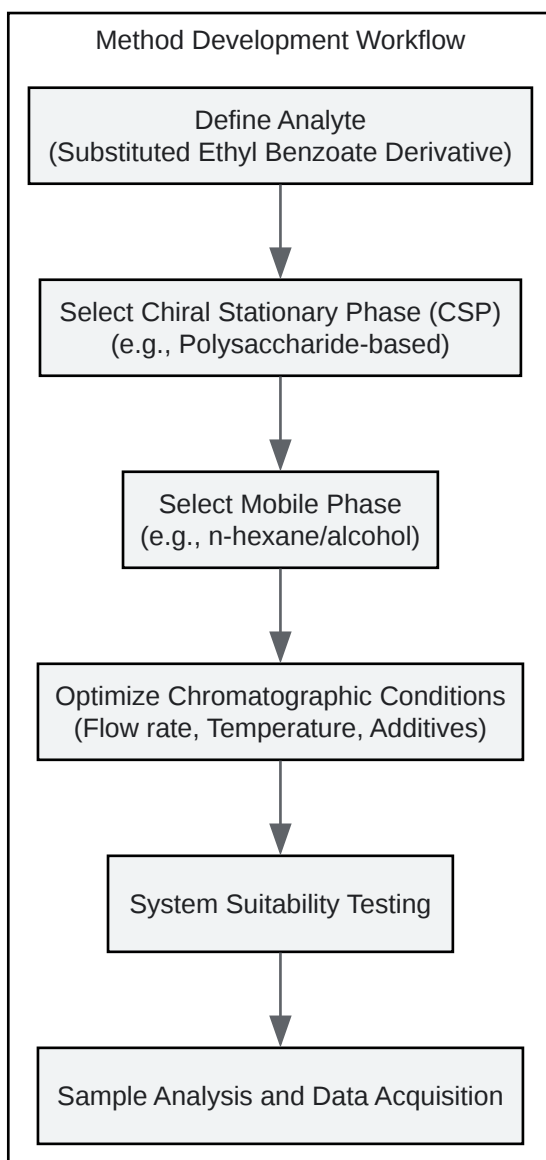 Method Development Workflow
Define Analyte
(Substituted Ethyl Benzoate Derivative)
Select Chiral Stationary Phase (CSP)
(e.g., Polysaccharide-based)
Select Mobile Phase
(e.g., n-hexane/alcohol)
Optimize Chromatographic Conditions
(Flow rate, Temperature, Additives)
System Suitability Testing
Sample Analysis and Data Acquisition